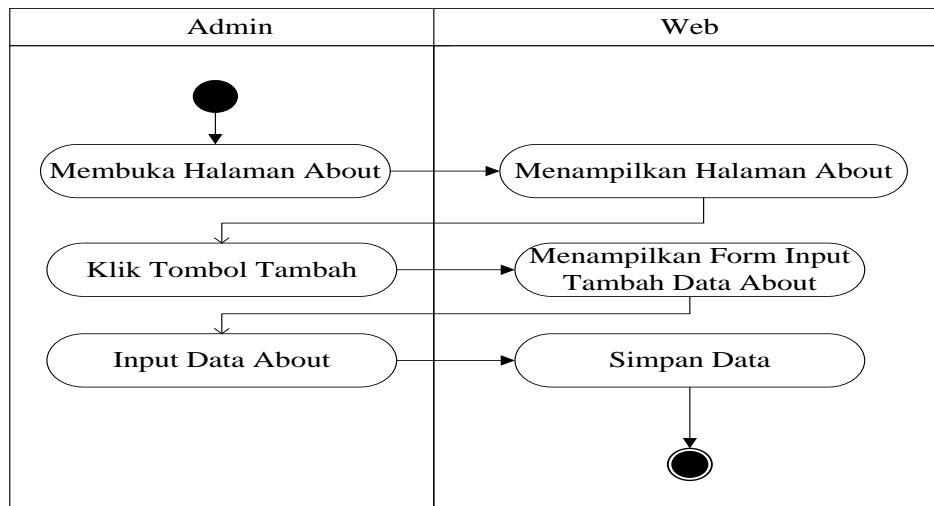 Admin
Web
Membuka Halaman About
Menampilkan Halaman About
Klik Tombol Tambah
Menampilkan Form Input
Tambah Data About
Input Data About
Simpan Data